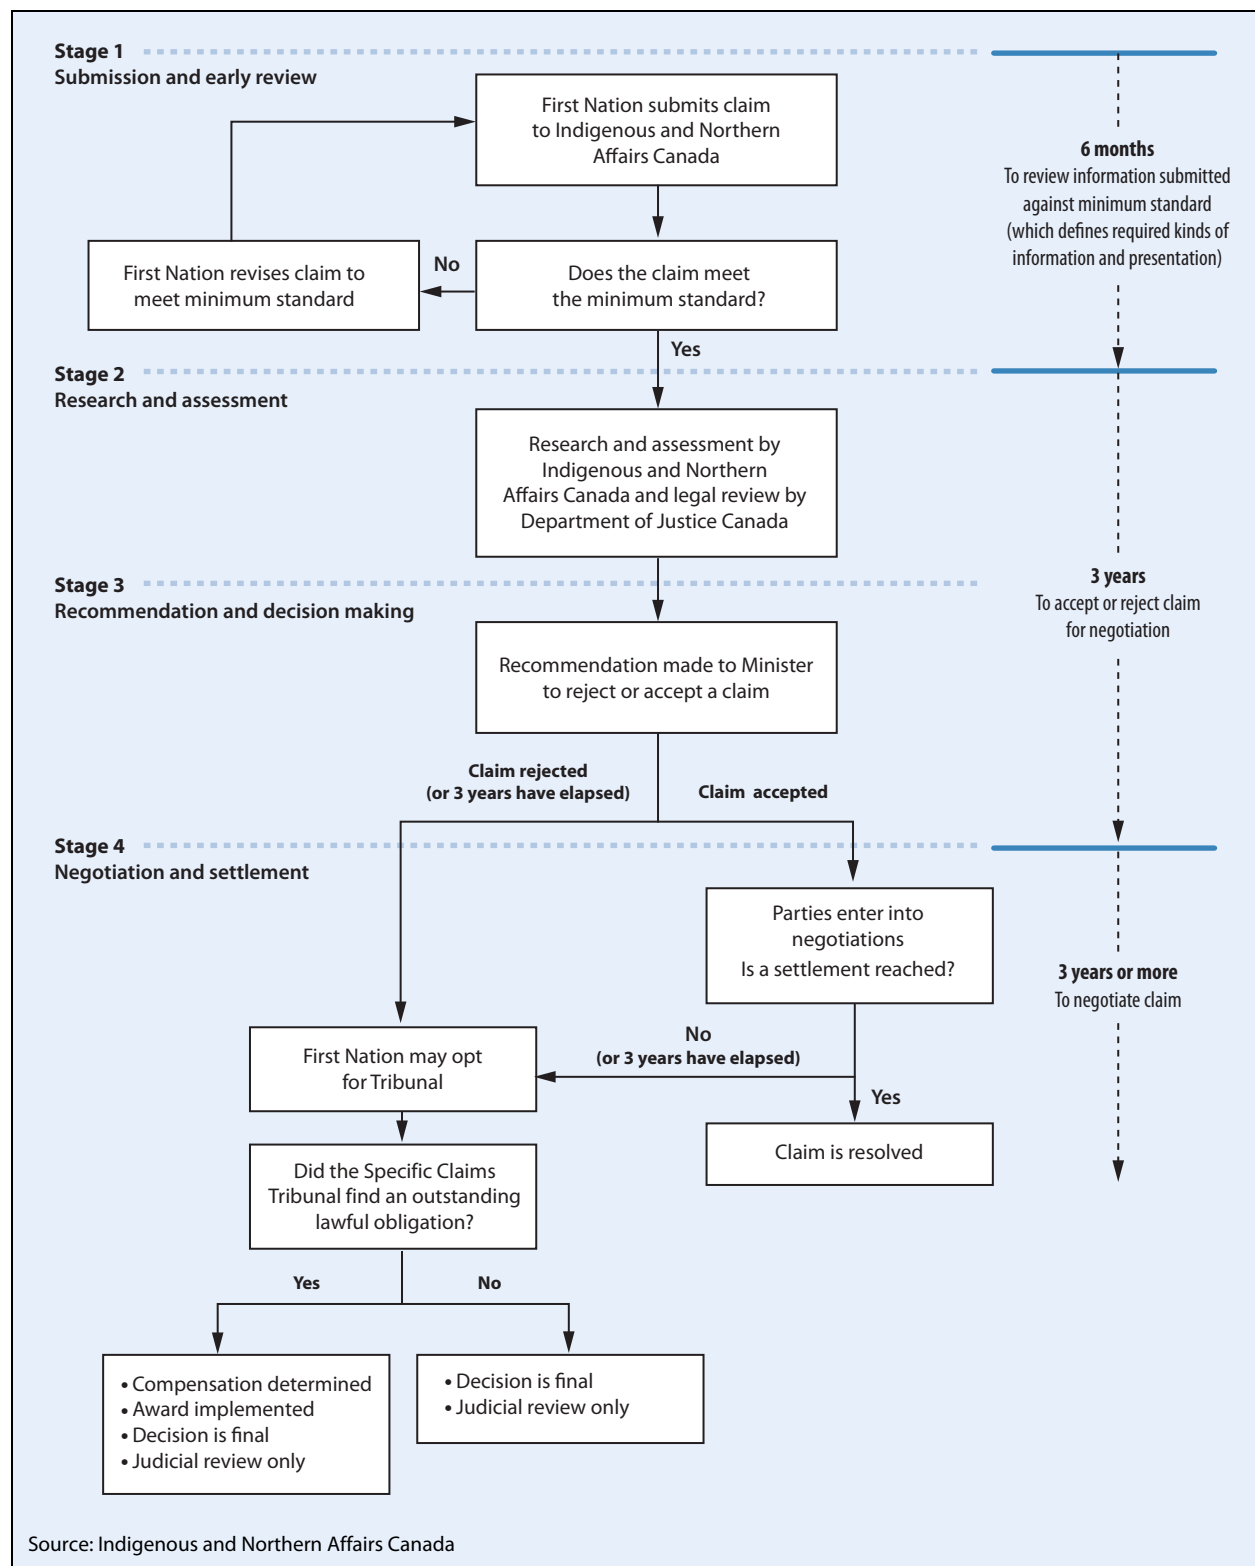 Stage 1
Submission and early review
First Nation submits claim
to Indigenous and Northern
Affairs Canada
6 months
To review information submitted
against minimum standard
(which defines required kinds of
information and presentation)
First Nation revises claim to
meet minimum standard
No
Does the claim meet
the minimum standard?
Yes
Stage 2
Research and assessment
Research and assessment by
Indigenous and Northern
Affairs Canada and legal review by
Department of Justice Canada
Stage 3
Recommendation and decision making
3 years
To accept or reject claim
for negotiation
Recommendation made to Minister
to reject or accept a claim
Claim rejected
(or 3 years have elapsed)
Claim accepted
Stage 4
Negotiation and settlement
Parties enter into
negotiations
Is a settlement reached?
3 years or more
To negotiate claim
No
(or 3 years have elapsed)
First Nation may opt
for Tribunal
Yes
Claim is resolved
Did the Specific Claims
Tribunal find an outstanding
lawful obligation?
Yes
No
• Compensation determined
• Award implemented
• Decision is final
• Judicial review only
• Decision is final
• Judicial review only
Source: Indigenous and Northern Affairs Canada